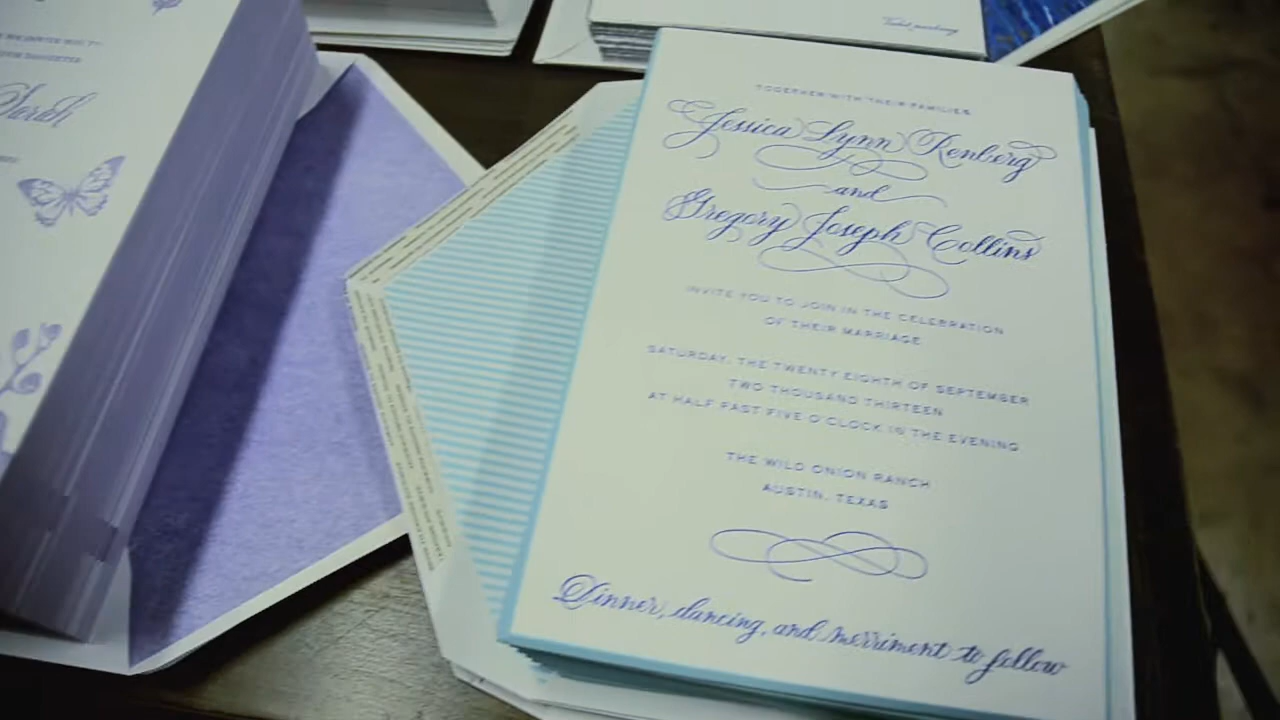 Sarah
TOGETHER WITH THEIR FAMILIES
Jessica Lynn Renberg
and
Gregory Joseph Collins
INVITE YOU TO JOIN IN THE CELEBRATION
OF THEIR MARRIAGE
SATURDAY, THE TWENTY EIGHTH OF SEPTEMBER
TWO THOUSAND THIRTEEN
AT HALF PAST FIVE O'CLOCK IN THE EVENING
THE WILD ONION RANCH
AUSTIN, TEXAS
Dinner, dancing, and merriment to follow